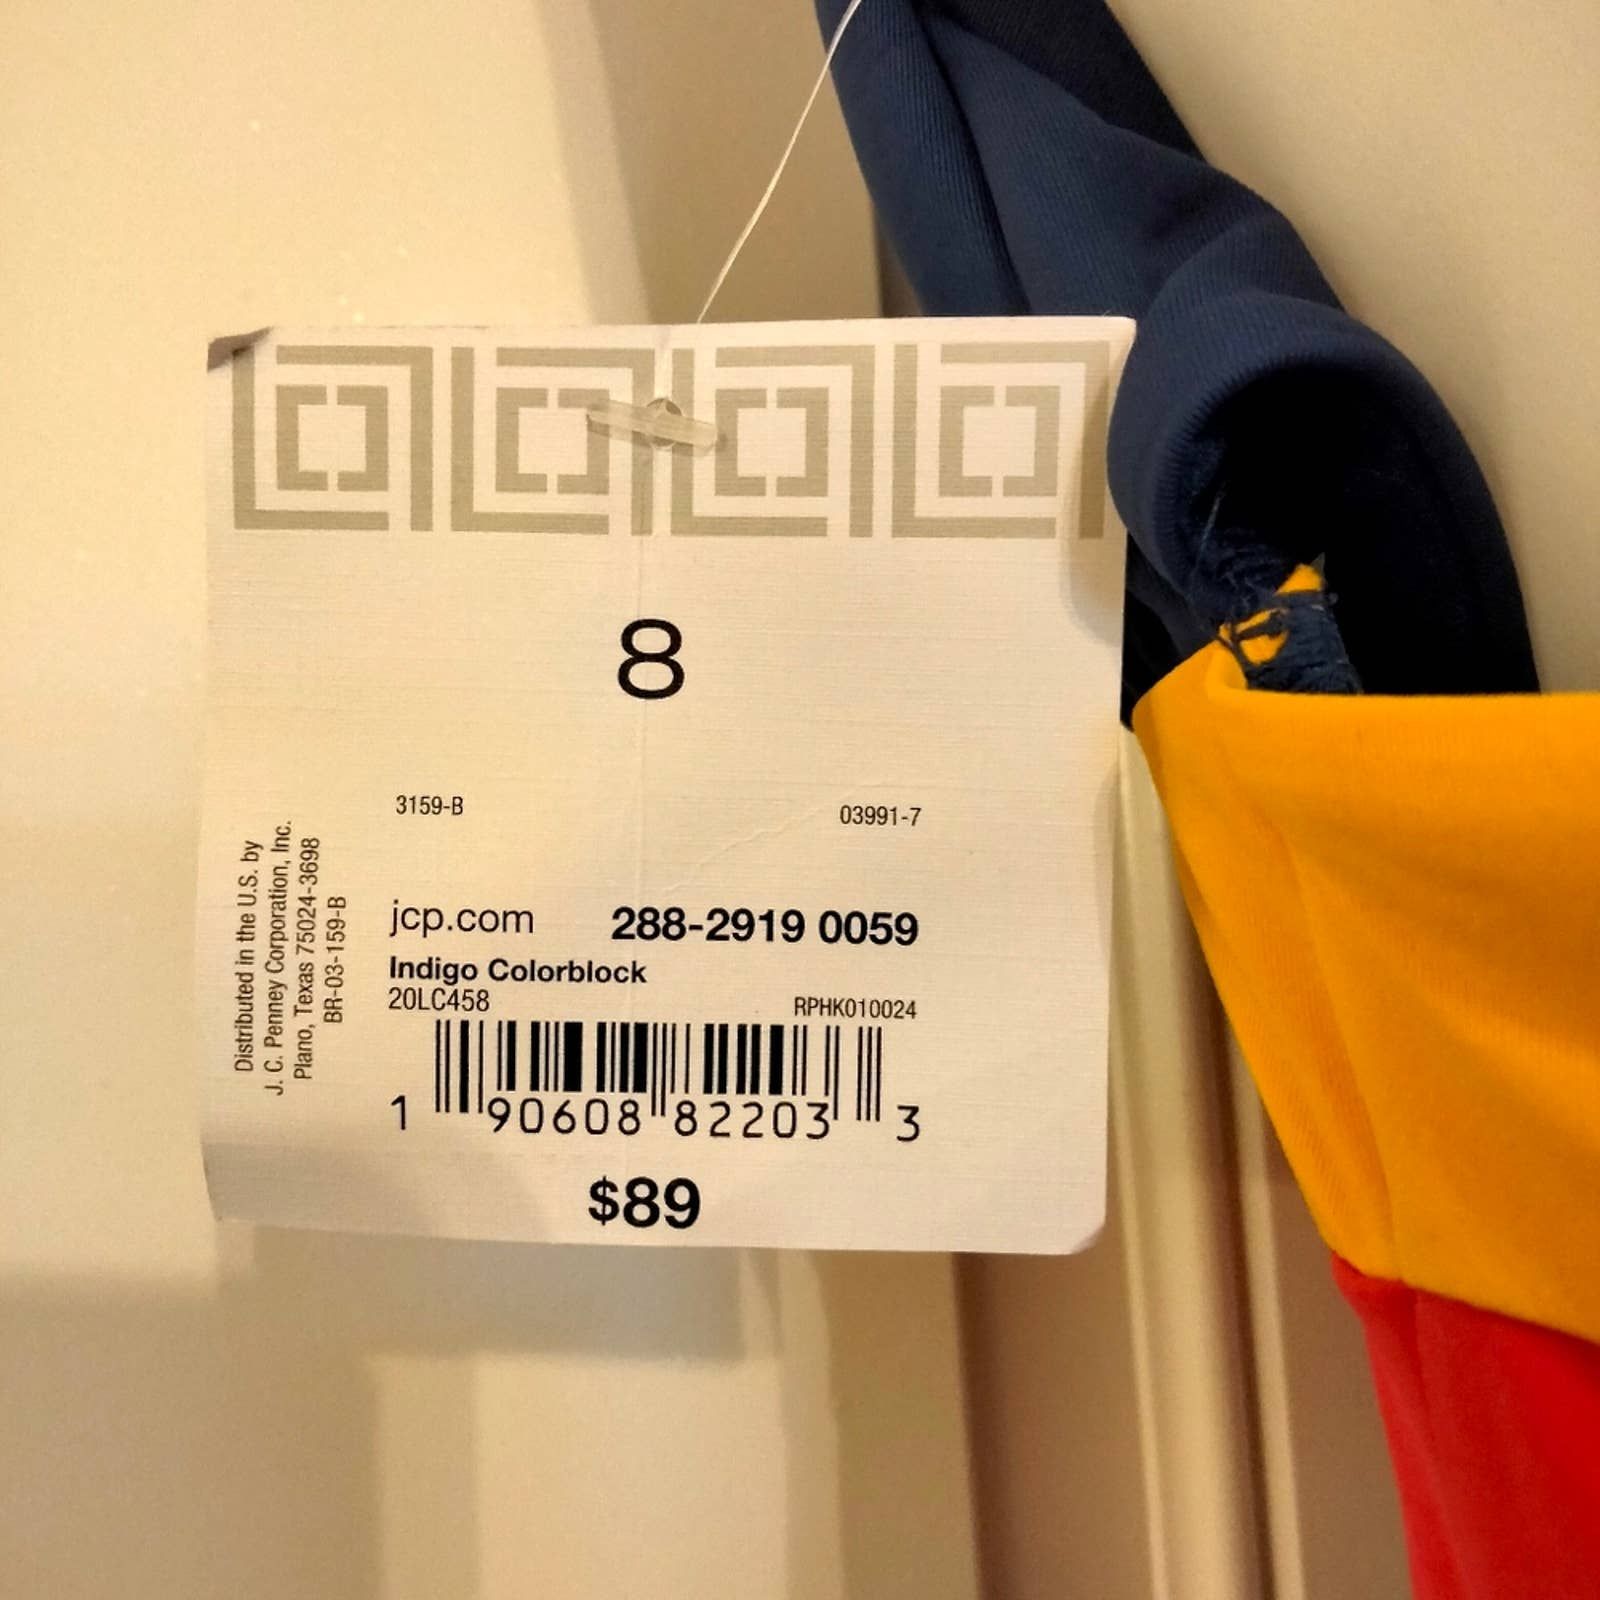 8
3159-B 03991-7
Distributed in the U.S. by
J. C. Penney Corporation, Inc.
Plano, Texas 75024-3698
BR-03-159-B
jcp.com 288-2919 0059
Indigo Colorblock
20LC458 RPHK010024
1 90608 82203 3
$89